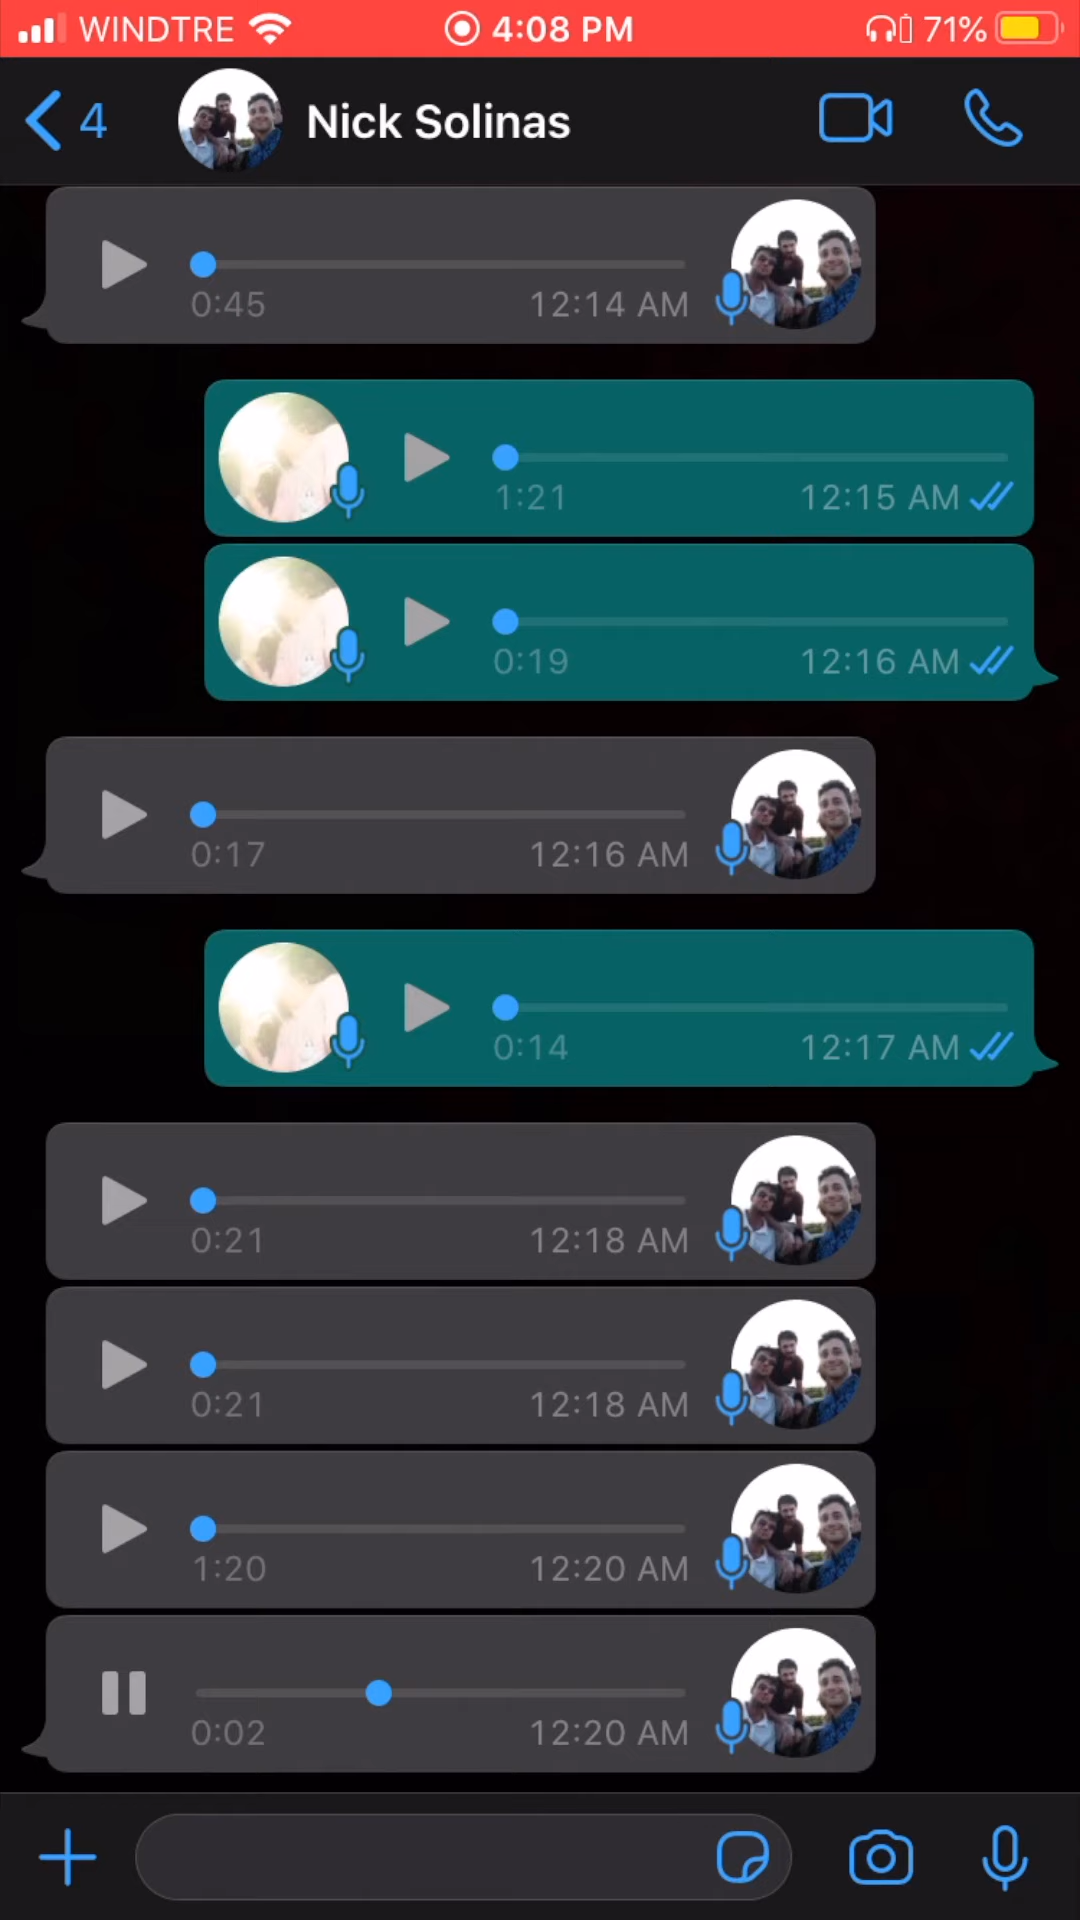 WINDTRE 4:08 PM 71%
4 Nick Solinas
0:45 12:14 AM
1:21 12:15 AM
0:19 12:16 AM
0:17 12:16 AM
0:14 12:17 AM
0:21 12:18 AM
0:21 12:18 AM
1:20 12:20 AM
0:02 12:20 AM